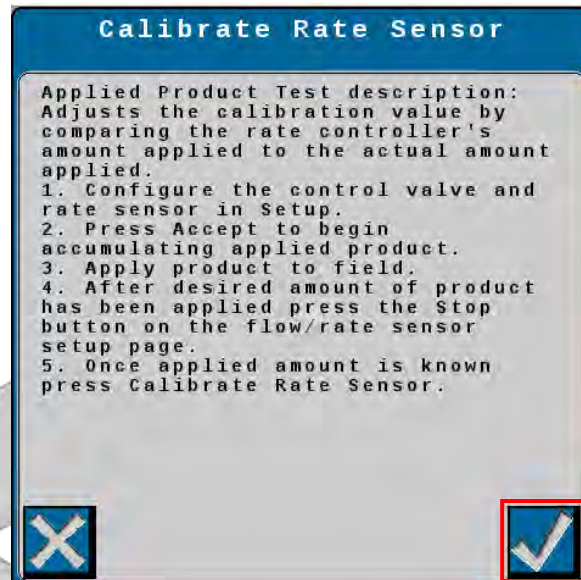 Calibrate Rate Sensor
Applied Product Test description:
Adjusts the calibration value by
comparing the rate controller's
amount applied to the actual amount
applied.
1. Configure the control valve and
rate sensor in Setup.
2. Press Accept to begin
accumulating applied product.
3. Apply product to field.
4. After desired amount of product
has been applied press the Stop
button on the flow/rate sensor
setup page.
5. Once applied amount is known
press Calibrate Rate Sensor.